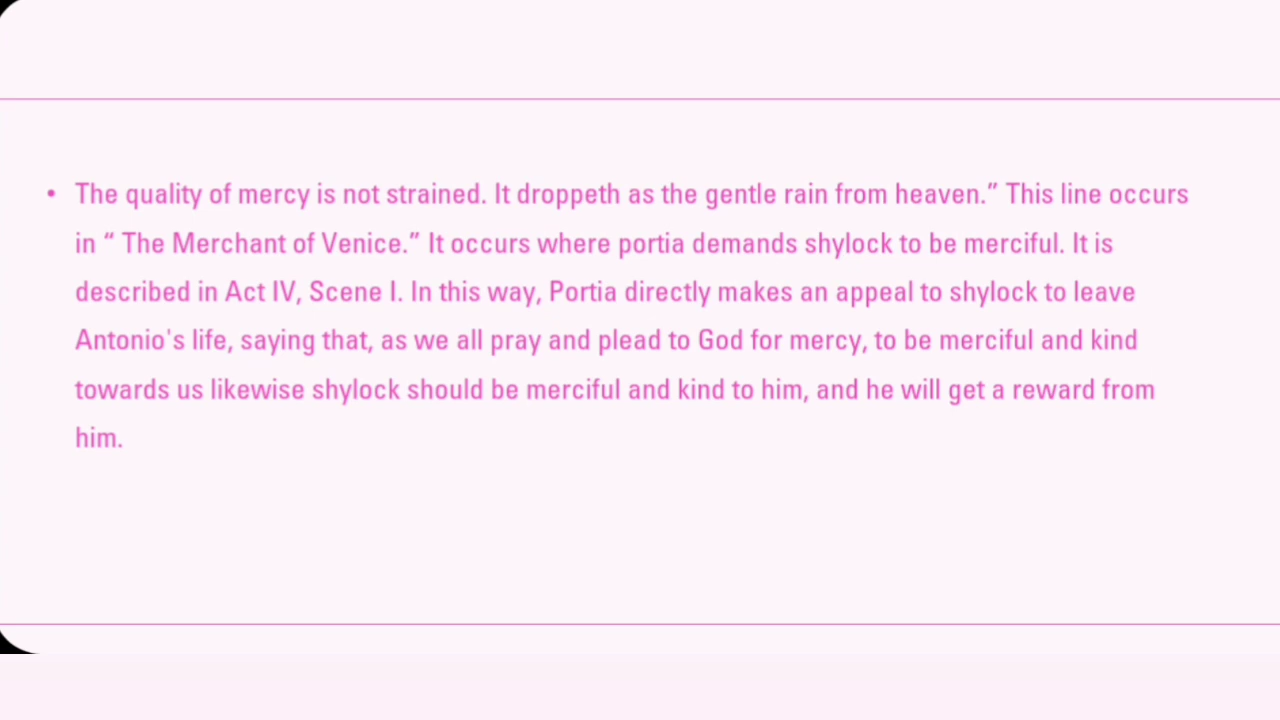 • The quality of mercy is not strained. It droppeth as the gentle rain from heaven.” This line occurs
in “ The Merchant of Venice.” It occurs where portia demands shylock to be merciful. It is
described in Act IV, Scene I. In this way, Portia directly makes an appeal to shylock to leave
Antonio's life, saying that, as we all pray and plead to God for mercy, to be merciful and kind
towards us likewise shylock should be merciful and kind to him, and he will get a reward from
him.